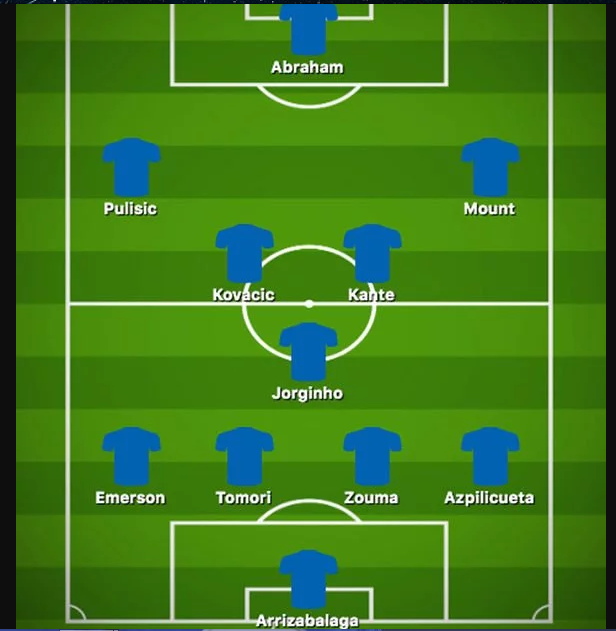 Abraham
Pulisic
Mount
Kovacic
Kante
Jorginho
Emerson
Tomori
Zouma
Azpilicueta
Arrizabalaga